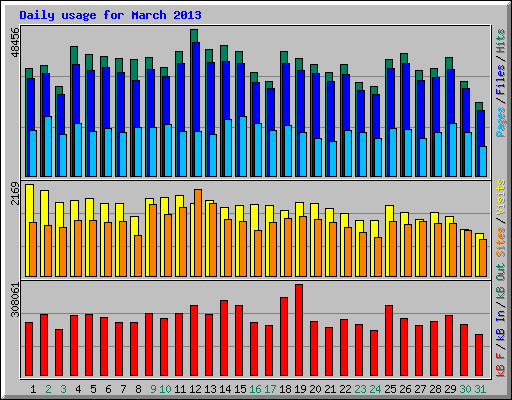 Daily usage for March 2013
48456
Pages / Files / Hits
2169
Sites / Visits
308061
kB F / kB In / kB Out
1 2 3 4 5 6 7 8 9 10 11 12 13 14 15 16 17 18 19 20 21 22 23 24 25 26 27 28 29 30 31